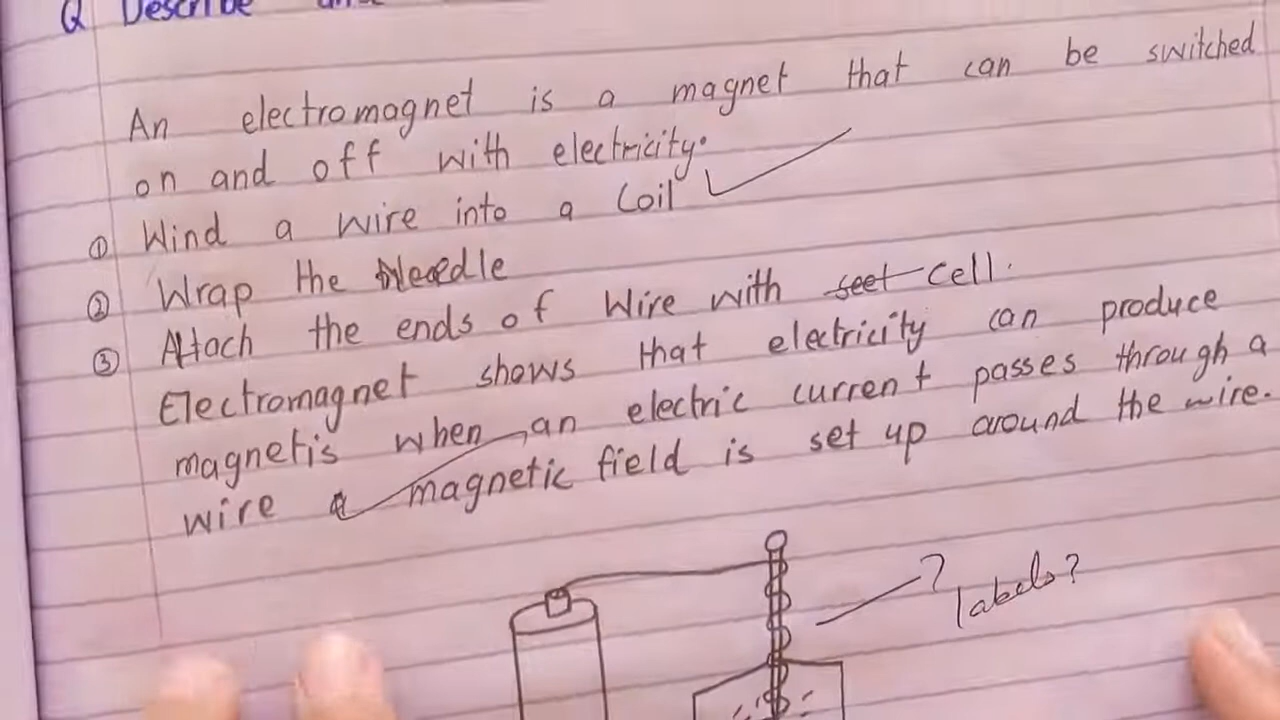 Q Describe
An electromagnet is a magnet that can be switched
on and off with electricity.
① Wind a wire into a Coil
② Wrap the Needle
③ Attach the ends of Wire with seet cell.
Electromagnet shows that electricity can produce
magnetis when an electric current passes through a
wire a magnetic field is set up around the wire.
? labels?